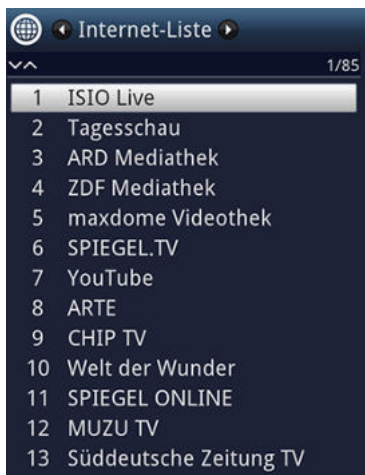 Internet-Liste
1/85
1 ISIO Live
2 Tagesschau
3 ARD Mediathek
4 ZDF Mediathek
5 maxdome Videothek
6 SPIEGEL.TV
7 YouTube
8 ARTE
9 CHIP TV
10 Welt der Wunder
11 SPIEGEL ONLINE
12 MUZU TV
13 Süddeutsche Zeitung TV